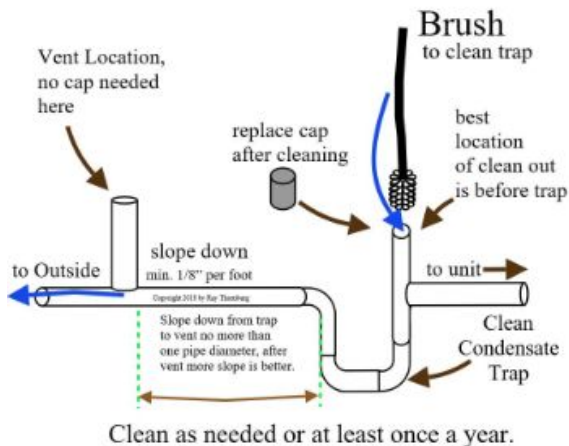 Brush
to clean trap
Vent Location,
no cap needed
here
replace cap
after cleaning
best
location
of clean out
is before trap
slope down
min. 1/8" per foot
to Outside
to unit
Copyright 2018 by Ray Thornburg
Slope down from trap
to vent no more than
one pipe diameter, after
vent more slope is better.
Clean
Condensate
Trap
Clean as needed or at least once a year.